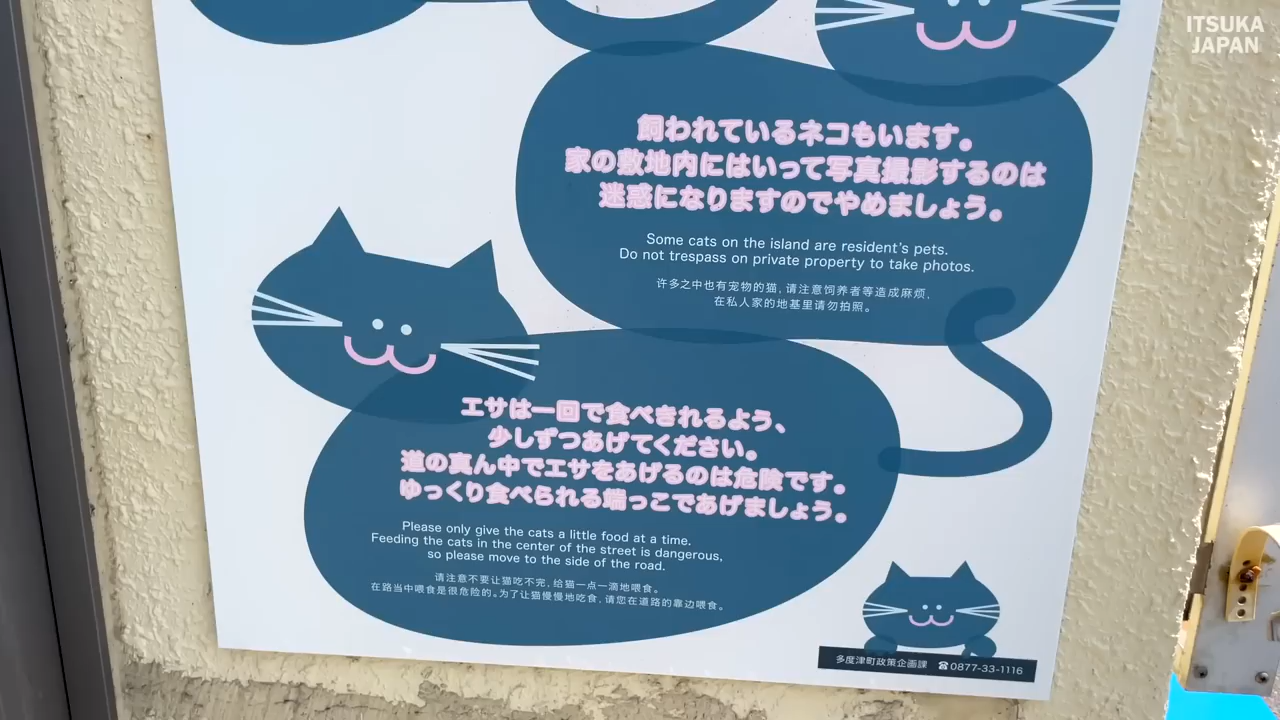 ITSUKA
JAPAN
飼われているネコもいます。
家の敷地内にはいって写真撮影するのは
迷惑になりますのでやめましょう。
Some cats on the island are resident's pets.
Do not trespass on private property to take photos.
许多之中也有宠物的猫，请注意饲养者等造成麻烦，
在私人家的地基里请勿拍照。
エサは一回で食べきれるよう、
少しずつあげてください。
道の真ん中でエサをあげるのは危険です。
ゆっくり食べられる端っこであげましょう。
Please only give the cats a little food at a time.
Feeding the cats in the center of the street is dangerous,
so please move to the side of the road.
请注意不要让猫吃不完，给猫一点一滴地喂食。
在路当中喂食是很危险的。为了让猫慢慢地吃食，请您在道路的靠边喂食。
多度津町政策企画課 ☎0877-33-1116